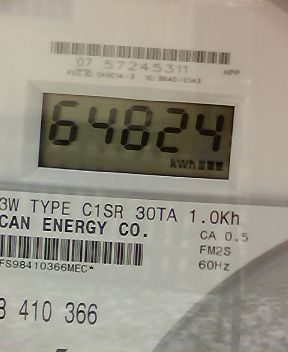 07 57245311
64824
kWh
3W TYPE C1SR 30TA 1.0Kh
CAN ENERGY CO.
CA 0.5
FM2S
FS98410366MEC*
60Hz
410 366